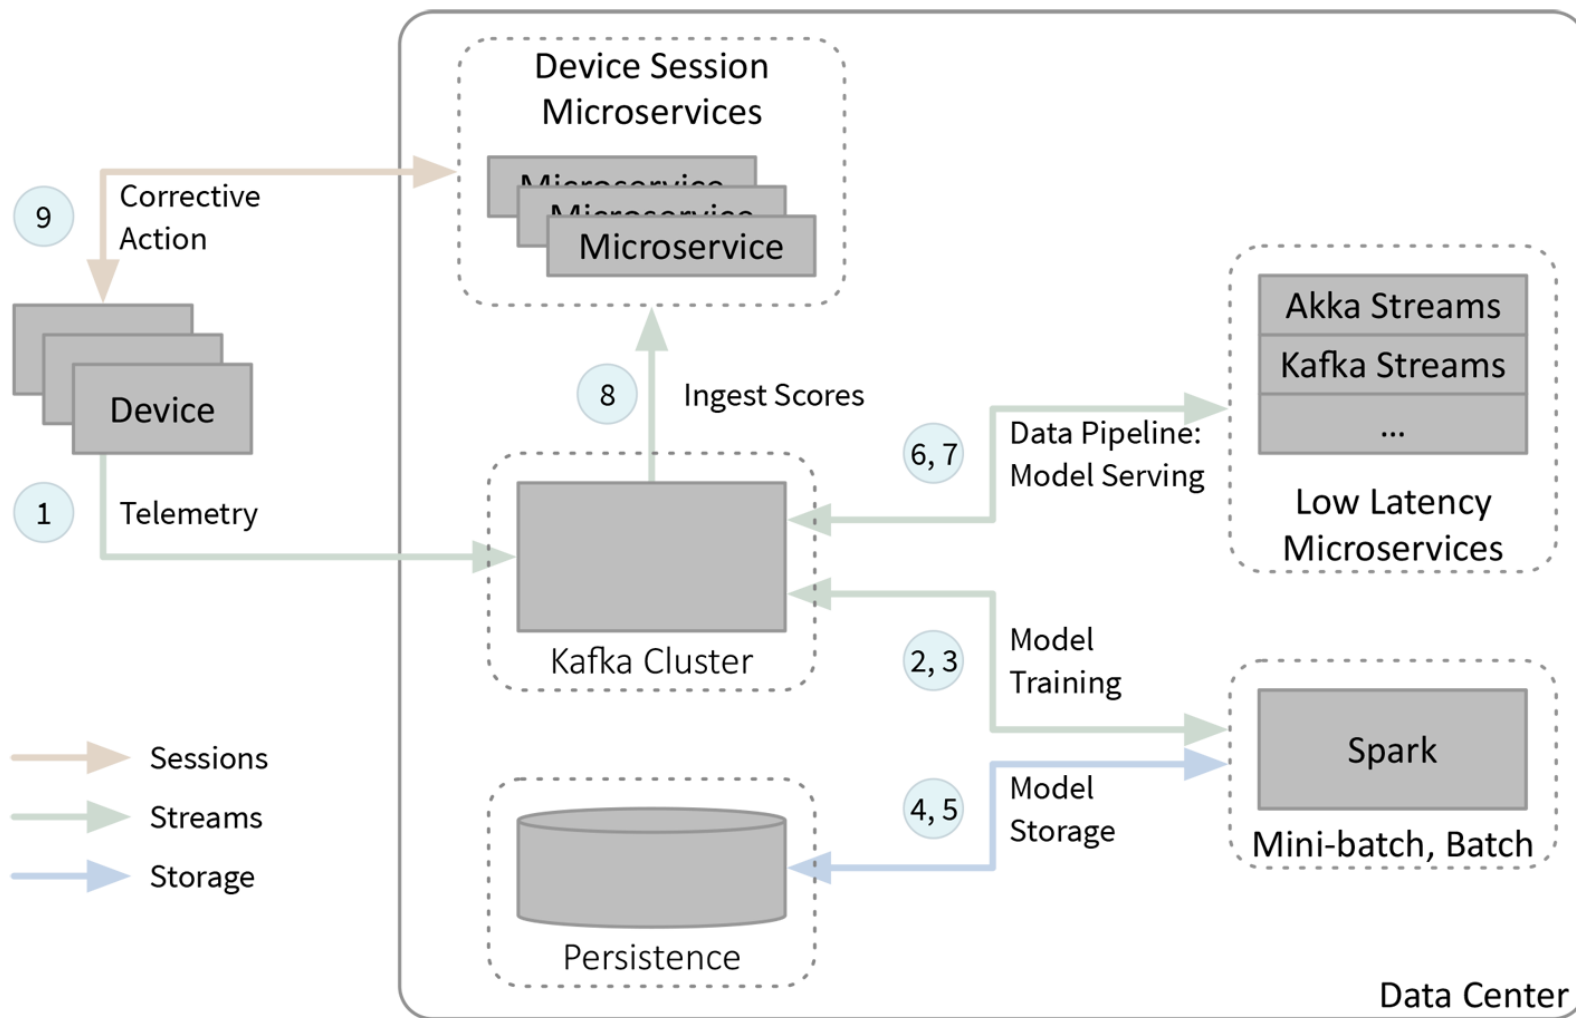 Device Session
Microservices
Microservice
Microservice
Microservice
9
Corrective
Action
Device
8
Ingest Scores
1
Telemetry
Kafka Cluster
6, 7
Data Pipeline:
Model Serving
Akka Streams
Kafka Streams
...
Low Latency
Microservices
2, 3
Model
Training
Spark
Mini-batch, Batch
4, 5
Model
Storage
Persistence
Sessions
Streams
Storage
Data Center